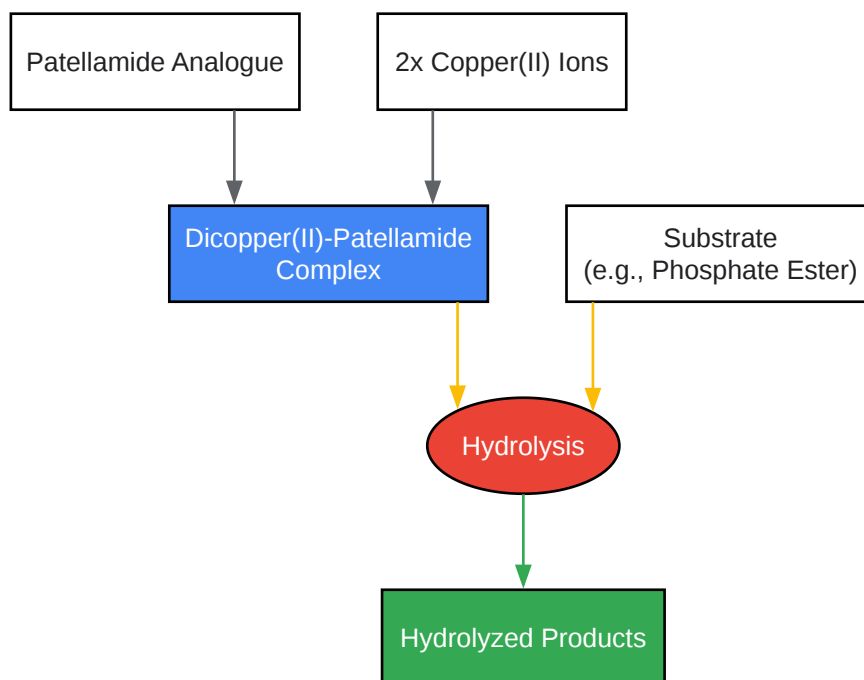 Patellamide Analogue
2x Copper(II) Ions
Dicopper(II)-Patellamide
Complex
Substrate
(e.g., Phosphate Ester)
Hydrolysis
Hydrolyzed Products